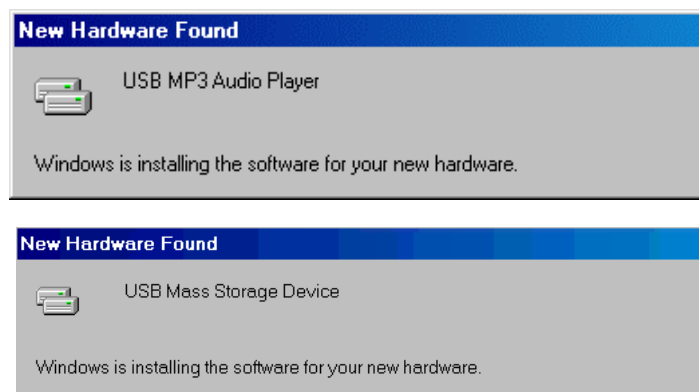 New Hardware Found
USB MP3 Audio Player
Windows is installing the software for your new hardware.
New Hardware Found
USB Mass Storage Device
Windows is installing the software for your new hardware.